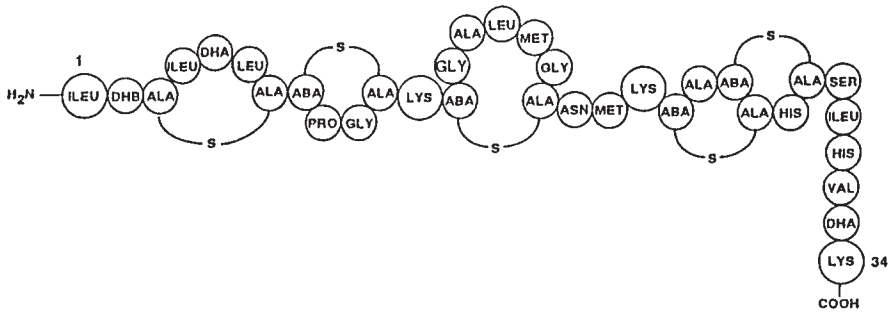 1
H₂N
ILEU
DHB
ALA
ILEU
DHA
LEU
ALA
S
ABA
PRO
GLY
ALA
S
LYS
ABA
GLY
ALA
LEU
MET
GLY
ALA
S
ASN
MET
LYS
ABA
ALA
ABA
ALA
S
HIS
ALA
S
SER
ILEU
HIS
VAL
DHA
LYS
34
COOH